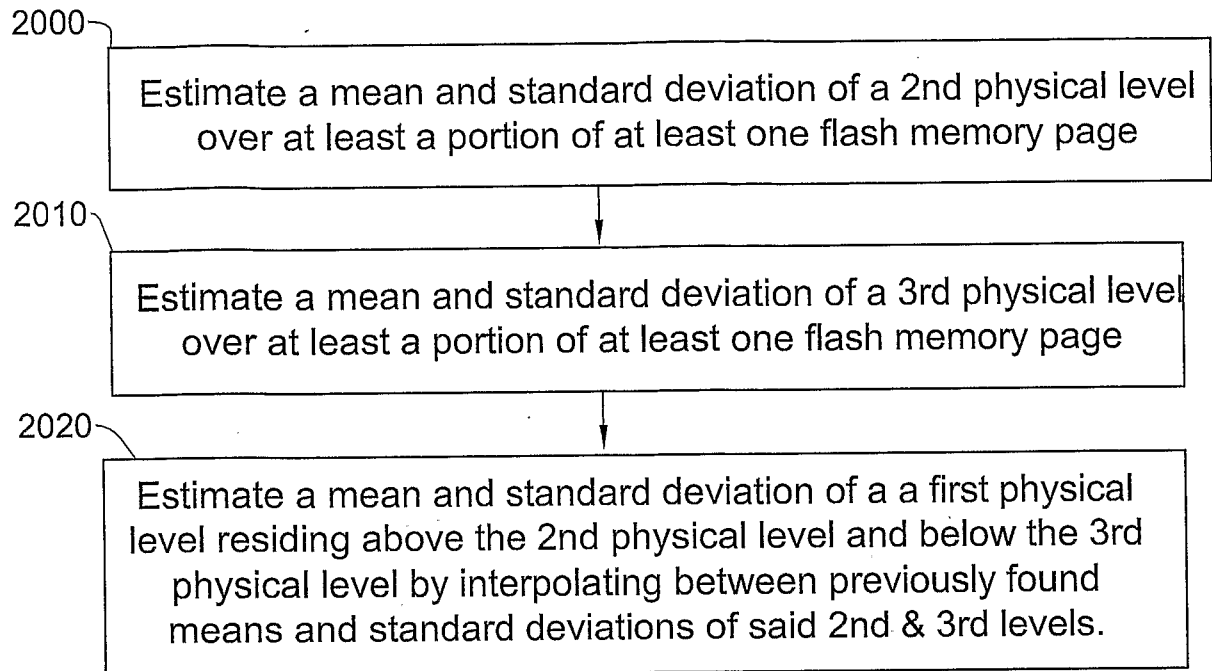 2000
Estimate a mean and standard deviation of a 2nd physical level
over at least a portion of at least one flash memory page
2010
Estimate a mean and standard deviation of a 3rd physical level
over at least a portion of at least one flash memory page
2020
Estimate a mean and standard deviation of a a first physical
level residing above the 2nd physical level and below the 3rd
physical level by interpolating between previously found
means and standard deviations of said 2nd & 3rd levels.